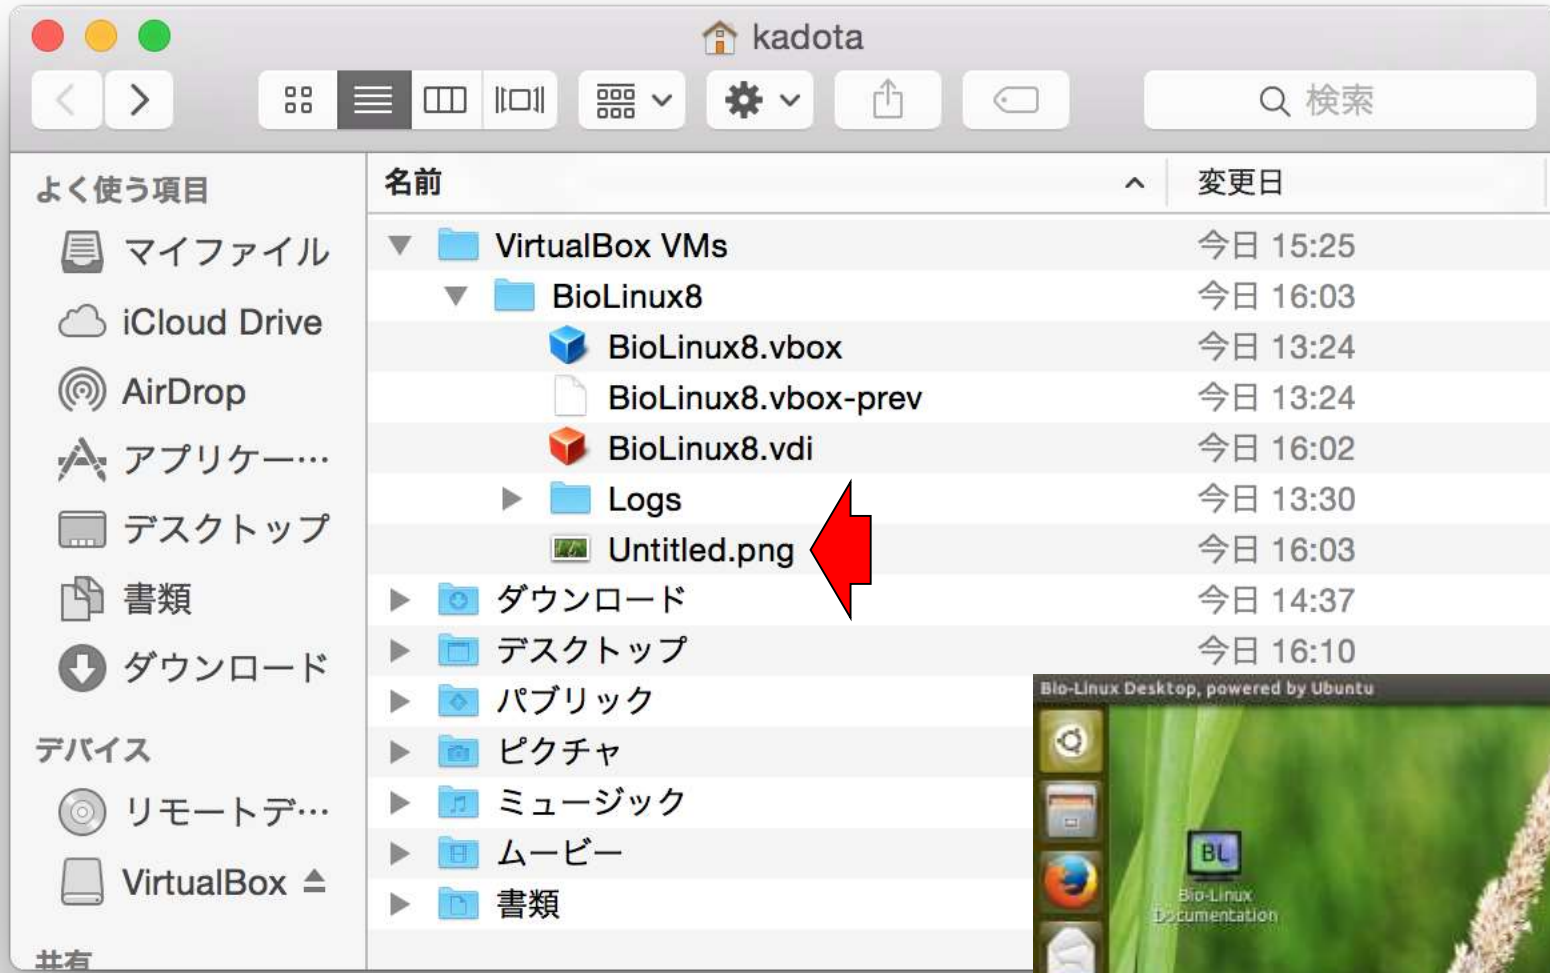 kadota
検索
よく使う項目
マイファイル
iCloud Drive
AirDrop
アプリケー…
デスクトップ
書類
ダウンロード
デバイス
リモートデ…
VirtualBox
共有
名前 変更日
VirtualBox VMs 今日 15:25
BioLinux8 今日 16:03
BioLinux8.vbox 今日 13:24
BioLinux8.vbox-prev 今日 13:24
BioLinux8.vdi 今日 16:02
Logs 今日 13:30
Untitled.png 今日 16:03
ダウンロード 今日 14:37
デスクトップ 今日 16:10
パブリック
ピクチャ
ミュージック
ムービー
書類
Bio-Linux Desktop, powered by Ubuntu
BL
Bio-Linux
Documentation